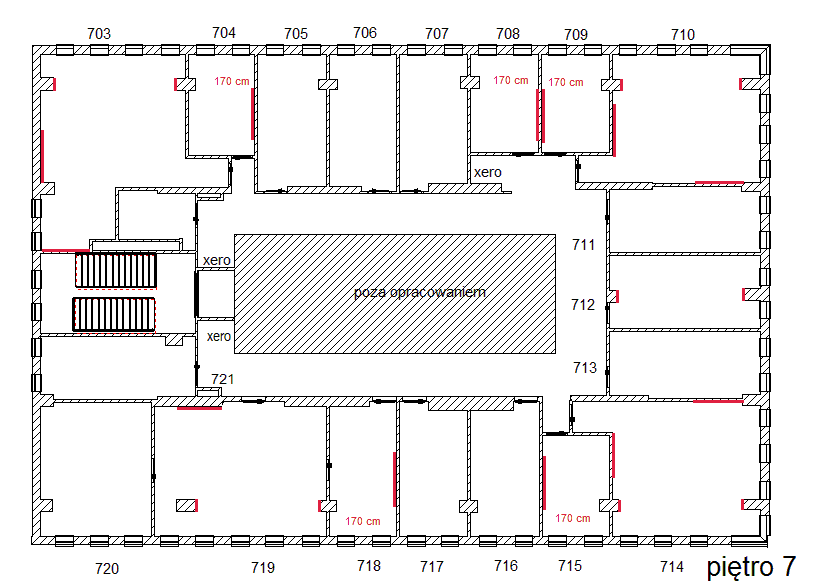 703 704 705 706 707 708 709 710
170 cm 170 cm 170 cm
xero
711
xero
poza opracowaniem
712
xero
713
721
170 cm 170 cm
720 719 718 717 716 715 714
piętro 7